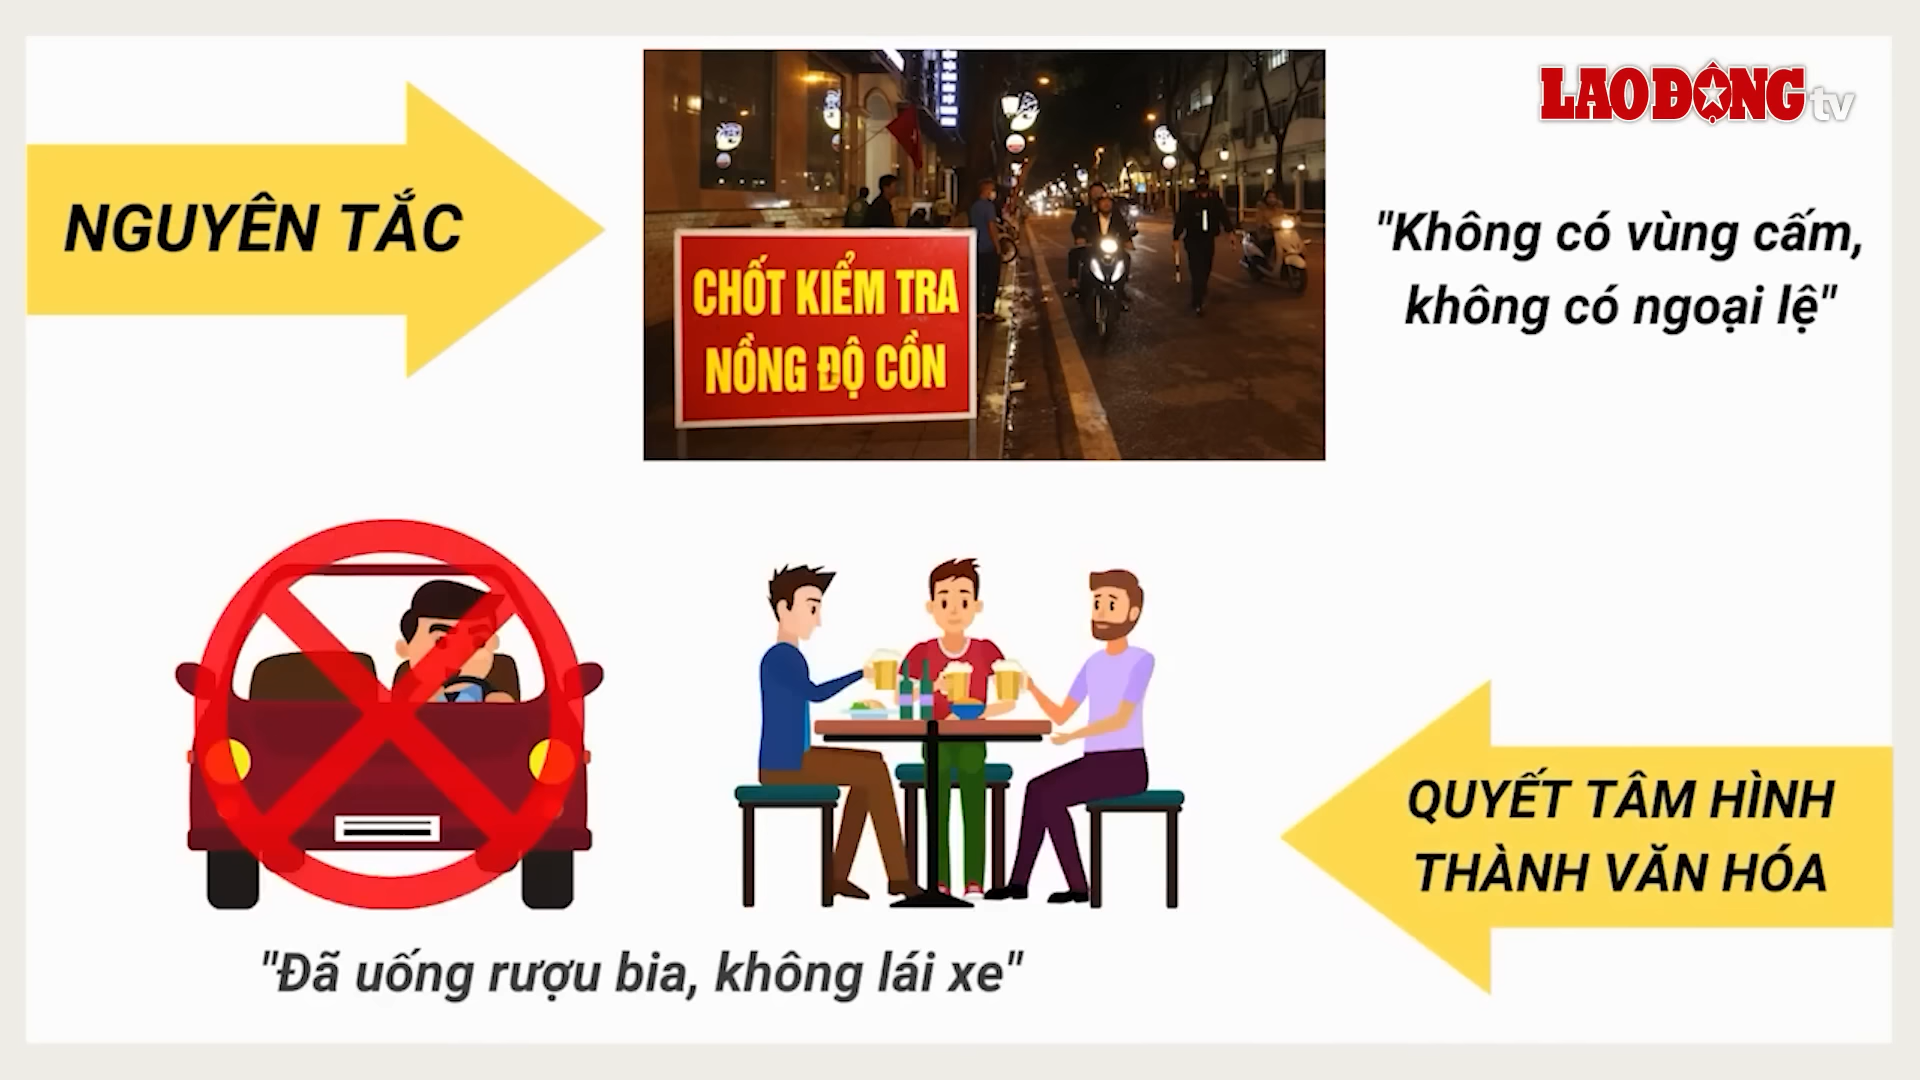 LAO ĐỘNG tv
NGUYÊN TẮC
CHỐT KIỂM TRA
NỒNG ĐỘ CỒN
"Không có vùng cấm,
không có ngoại lệ"
QUYẾT TÂM HÌNH
THÀNH VĂN HÓA
"Đã uống rượu bia, không lái xe"